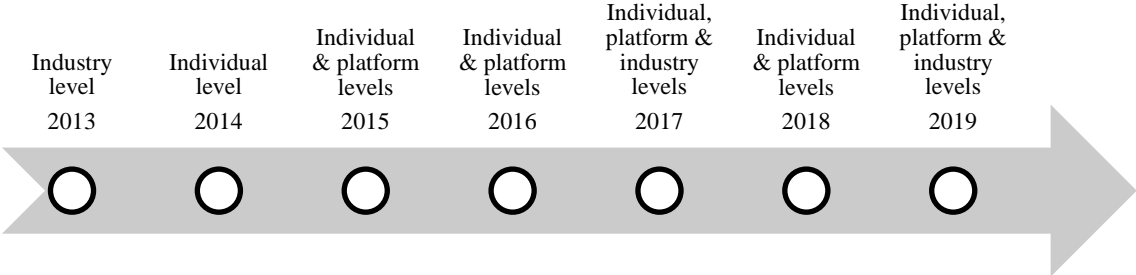 Industry
level
2013
Individual
level
2014
Individual
& platform
levels
2015
Individual
& platform
levels
2016
Individual,
platform &
industry
levels
2017
Individual
& platform
levels
2018
Individual,
platform &
industry
levels
2019